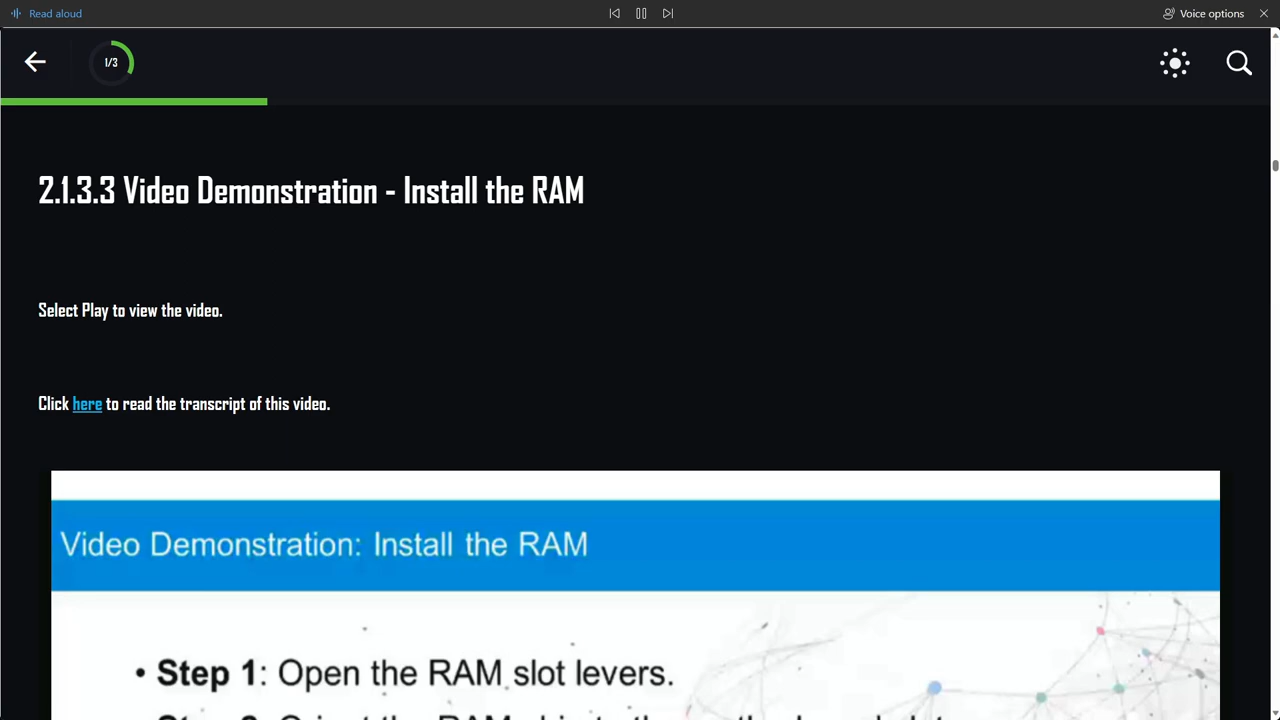 Read aloud
Voice options
1/3
2.1.3.3 Video Demonstration - Install the RAM
Select Play to view the video.
Click here to read the transcript of this video.
Video Demonstration: Install the RAM
• Step 1: Open the RAM slot levers.